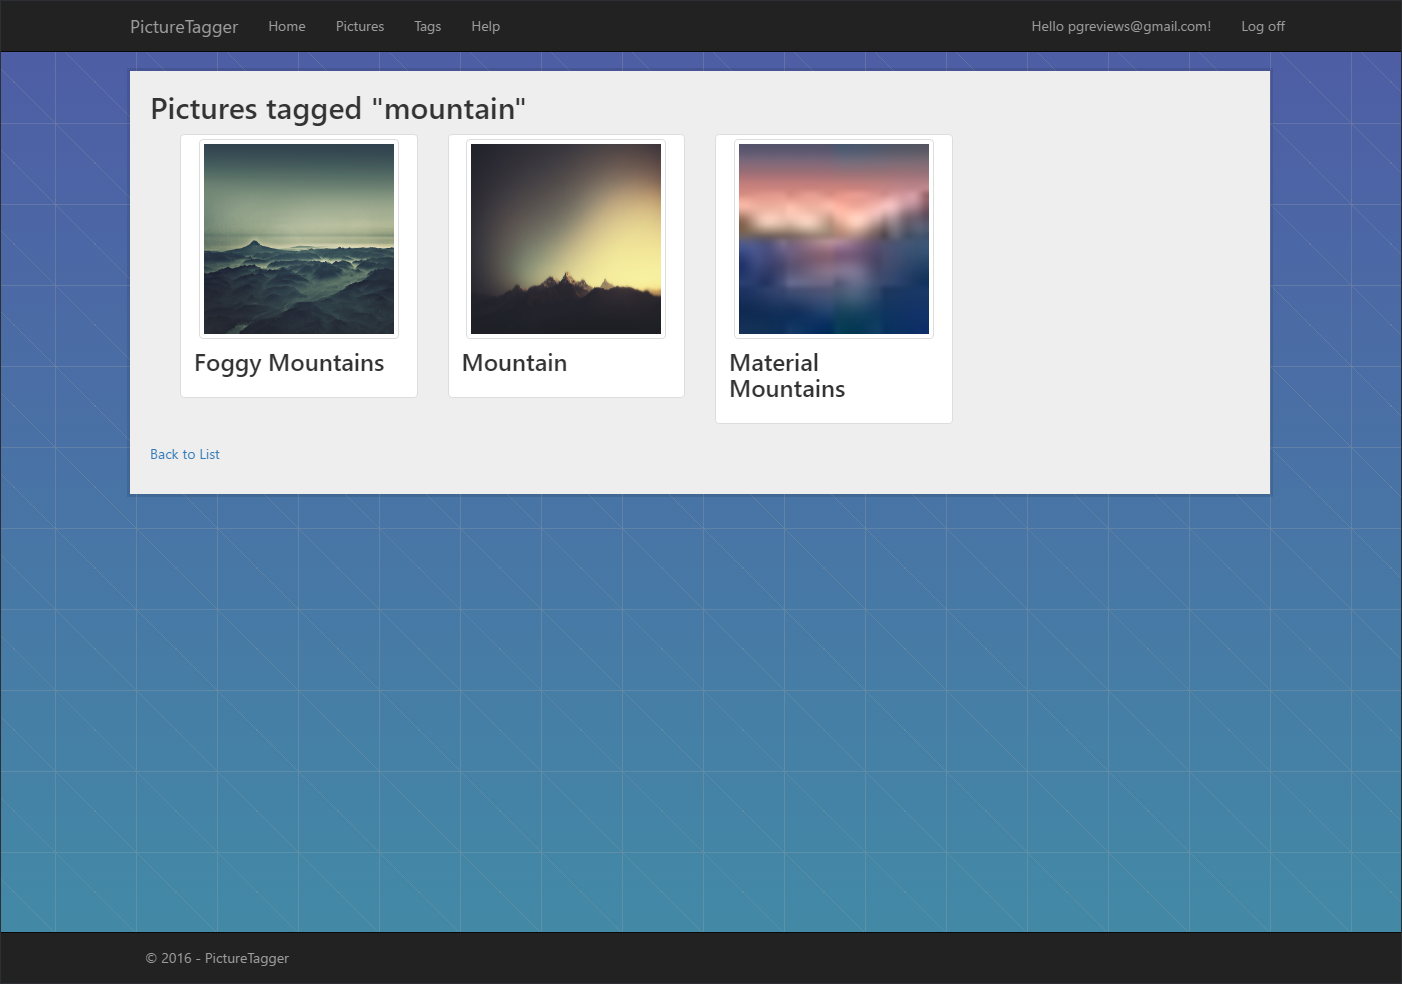 PictureTagger Home Pictures Tags Help Hello pgreviews@gmail.com! Log off
Pictures tagged "mountain"
Foggy Mountains
Mountain
Material
Mountains
Back to List
© 2016 - PictureTagger